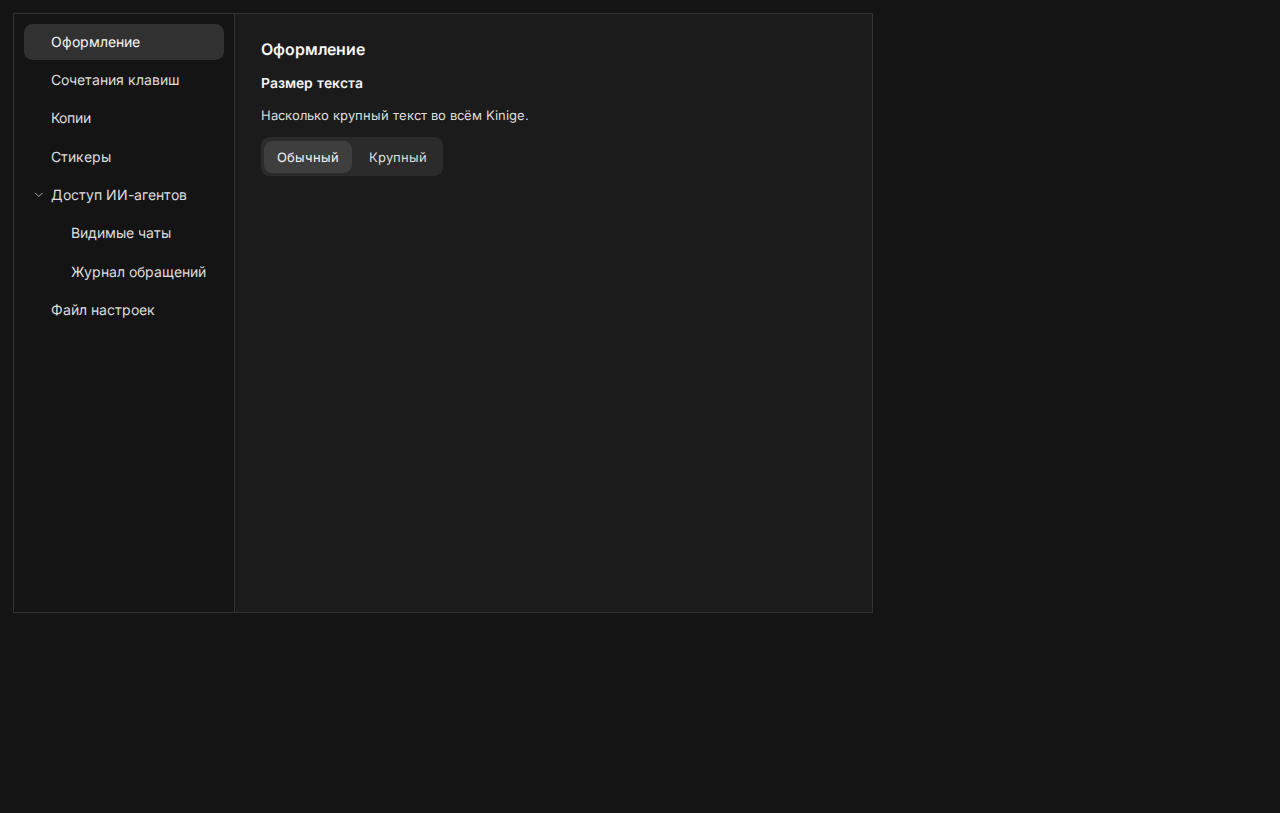 Оформление
Сочетания клавиш
Копии
Стикеры
Доступ ИИ-агентов
Видимые чаты
Журнал обращений
Файл настроек
Оформление
Размер текста
Насколько крупный текст во всём Kinige.
Обычный Крупный